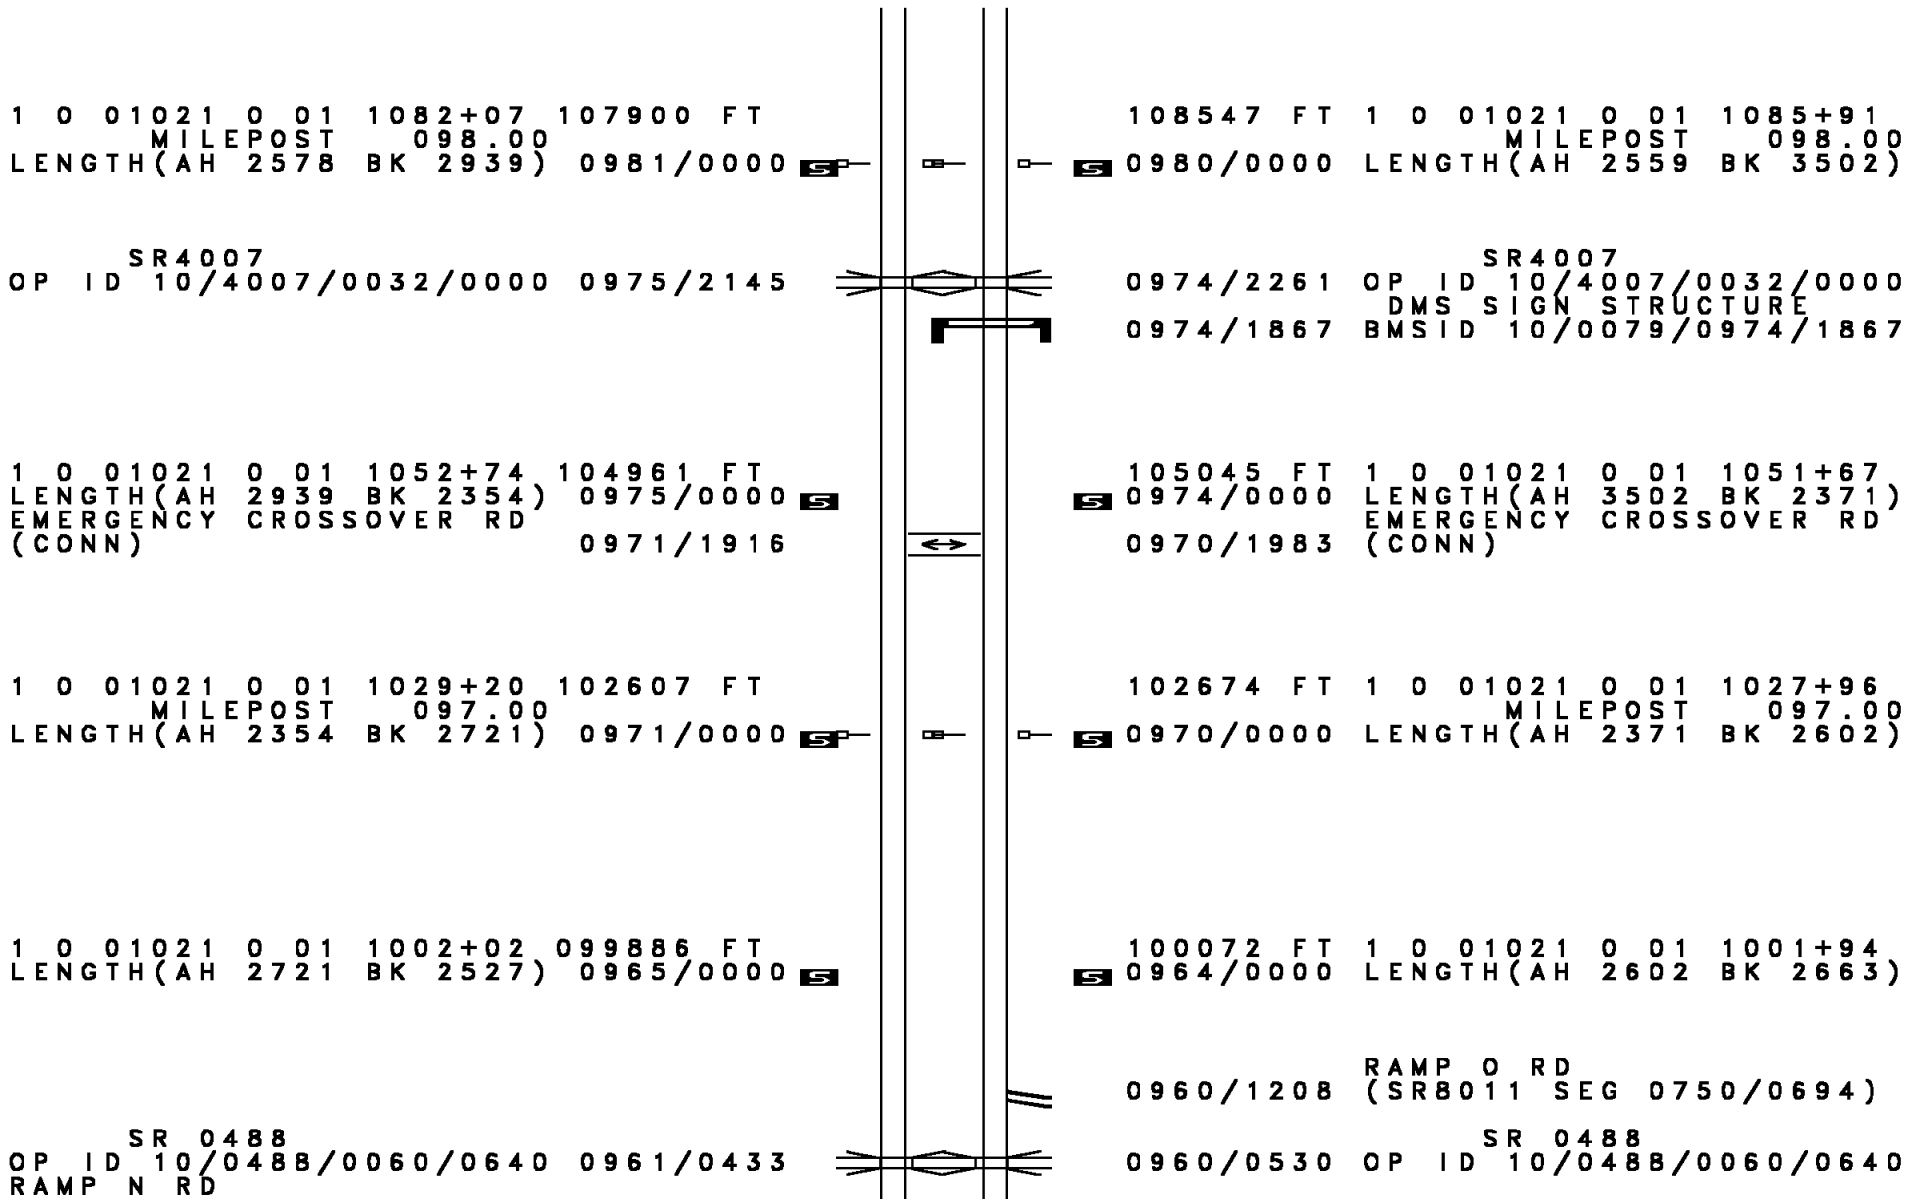 1 0 01021 0 01 1082+07 107900 FT
MILEPOST 098.00
LENGTH(AH 2578 BK 2939) 0981/0000 S
108547 FT 1 0 01021 0 01 1085+91
MILEPOST 098.00
S 0980/0000 LENGTH(AH 2559 BK 3502)
SR4007
OP ID 10/4007/0032/0000 0975/2145
SR4007
0974/2261 OP ID 10/4007/0032/0000
DMS SIGN STRUCTURE
0974/1867 BMSID 10/0079/0974/1867
1 0 01021 0 01 1052+74 104961 FT
LENGTH(AH 2939 BK 2354) 0975/0000 S
EMERGENCY CROSSOVER RD
(CONN) 0971/1916
105045 FT 1 0 01021 0 01 1051+67
S 0974/0000 LENGTH(AH 3502 BK 2371)
EMERGENCY CROSSOVER RD
0970/1983 (CONN)
1 0 01021 0 01 1029+20 102607 FT
MILEPOST 097.00
LENGTH(AH 2354 BK 2721) 0971/0000 S
102674 FT 1 0 01021 0 01 1027+96
MILEPOST 097.00
S 0970/0000 LENGTH(AH 2371 BK 2602)
1 0 01021 0 01 1002+02 099886 FT
LENGTH(AH 2721 BK 2527) 0965/0000 S
100072 FT 1 0 01021 0 01 1001+94
S 0964/0000 LENGTH(AH 2602 BK 2663)
RAMP O RD
0960/1208 (SR8011 SEG 0750/0694)
SR 0488
OP ID 10/0488/0060/0640 0961/0433
RAMP N RD
SR 0488
0960/0530 OP ID 10/0488/0060/0640